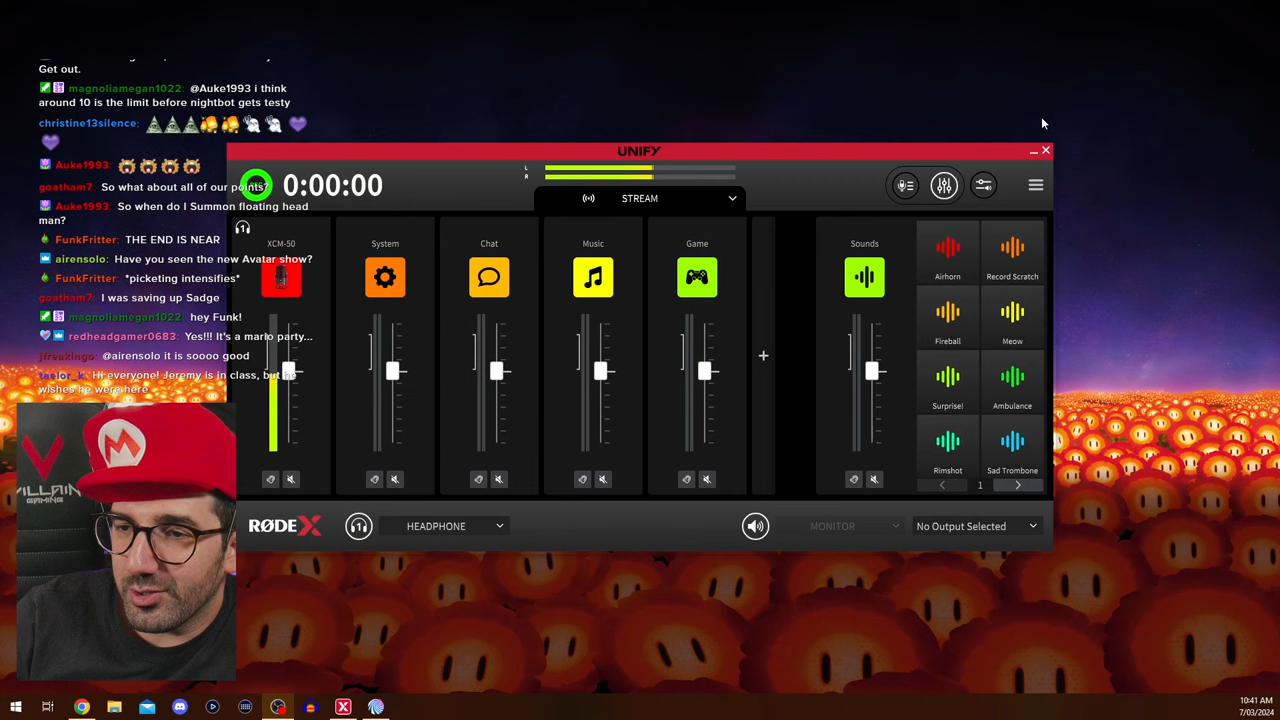 Get out.
magnoliamegan1022: @Auke1993 i think
around 10 is the limit before nightbot gets testy
christine13silence:
Auke1993:
goatham7: So what about all of our points?
Auke1993: So when do I Summon floating head
man?
FunkFritter: THE END IS NEAR
airensolo: Have you seen the new Avatar show?
FunkFritter: *picketing intensifies*
goatham7: I was saving up Sadge
magnoliamegan1022: hey Funk!
redheadgamer0683: Yes!!! It's a mario party...
jfreakingo: @airensolo it is soooo good
taelor_k: Hi everyone! Jeremy is in class, but he
wishes he were here
VILLAIN
GAMING
M
UNIFY
0:00:00
L
R
STREAM
1
XCM-50
System
Chat
Music
Game
Sounds
Airhorn
Record Scratch
Fireball
Meow
Surprise!
Ambulance
Rimshot
Sad Trombone
1
RØDE X
1
HEADPHONE
MONITOR
No Output Selected
10:41 AM
7/03/2024